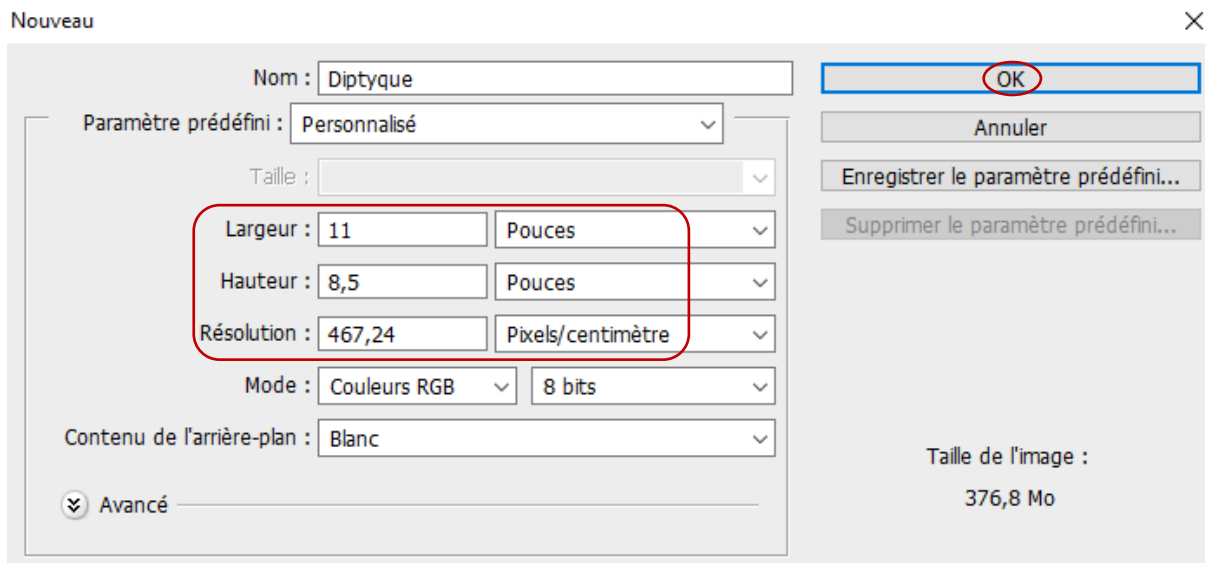 Nouveau
Nom : Diptyque
OK
Paramètre prédéfini : Personnalisé
Annuler
Taille :
Enregistrer le paramètre prédéfini...
Largeur : 11 Pouces
Supprimer le paramètre prédéfini...
Hauteur : 8,5 Pouces
Résolution : 467,24 Pixels/centimètre
Mode : Couleurs RGB 8 bits
Contenu de l'arrière-plan : Blanc
Taille de l'image :
376,8 Mo
Avancé